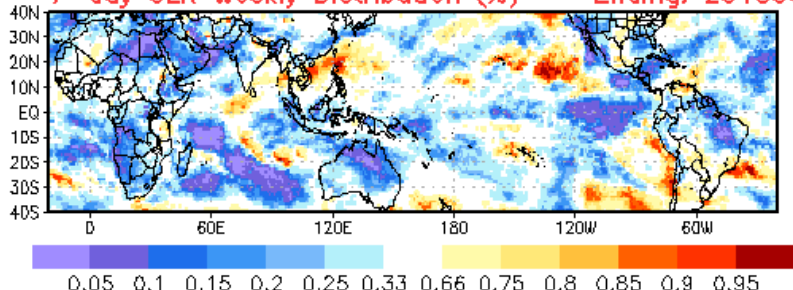 day OLR Weekly Distribution (%) Ending:
40N
30N
20N
10N
EQ
10S
20S
30S
40S
0 60E 120E 180 120W 60W
0.05 0.1 0.15 0.2 0.25 0.33 0.66 0.75 0.8 0.85 0.9 0.95